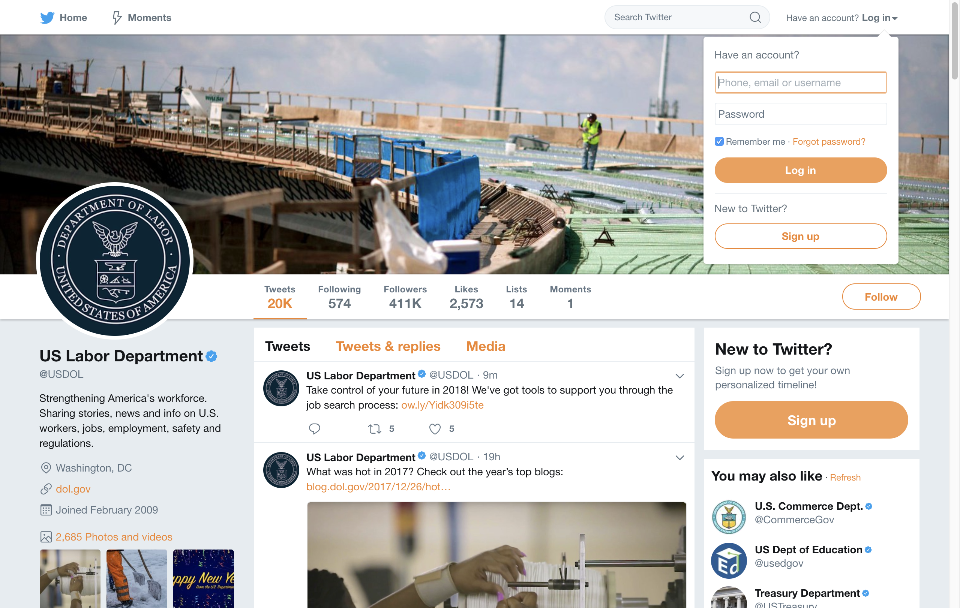 Home
Moments
Search Twitter
Have an account? Log in
Have an account?
Phone, email or username
Password
Remember me · Forgot password?
Log in
New to Twitter?
Sign up
DEPARTMENT OF LABOR
UNITED STATES OF AMERICA
Tweets
20K
Following
574
Followers
411K
Likes
2,573
Lists
14
Moments
1
Follow
US Labor Department
@USDOL
Strengthening America's workforce.
Sharing stories, news and info on U.S.
workers, jobs, employment, safety and
regulations.
Washington, DC
dol.gov
Joined February 2009
2,685 Photos and videos
Tweets
Tweets & replies
Media
US Labor Department @USDOL · 9m
Take control of your future in 2018! We've got tools to support you through the
job search process: ow.ly/Yidk309i5te
5
5
US Labor Department @USDOL · 19h
What was hot in 2017? Check out the year's top blogs:
blog.dol.gov/2017/12/26/hot…
New to Twitter?
Sign up now to get your own
personalized timeline!
Sign up
You may also like · Refresh
U.S. Commerce Dept.
@CommerceGov
US Dept of Education
@usedgov
Treasury Department
@USTreasury